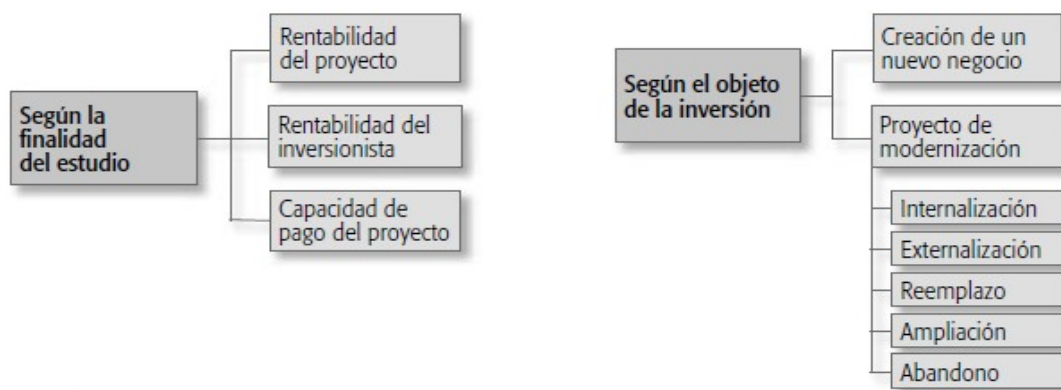 Según la
finalidad
del estudio
Rentabilidad
del proyecto
Rentabilidad del
inversionista
Capacidad de
pago del proyecto
Según el objeto
de la inversión
Creación de un
nuevo negocio
Proyecto de
modernización
Internalización
Externalización
Reemplazo
Ampliación
Abandono